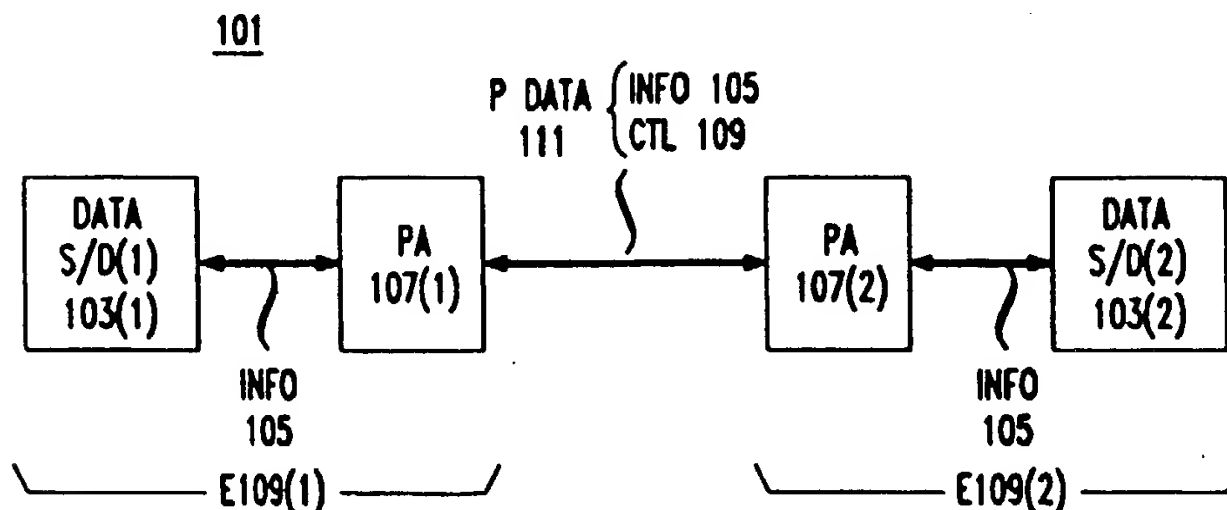 101
P DATA
111
INFO 105
CTL 109
DATA
S/D(1)
103(1)
PA
107(1)
PA
107(2)
DATA
S/D(2)
103(2)
INFO
105
INFO
105
E109(1)
E109(2)